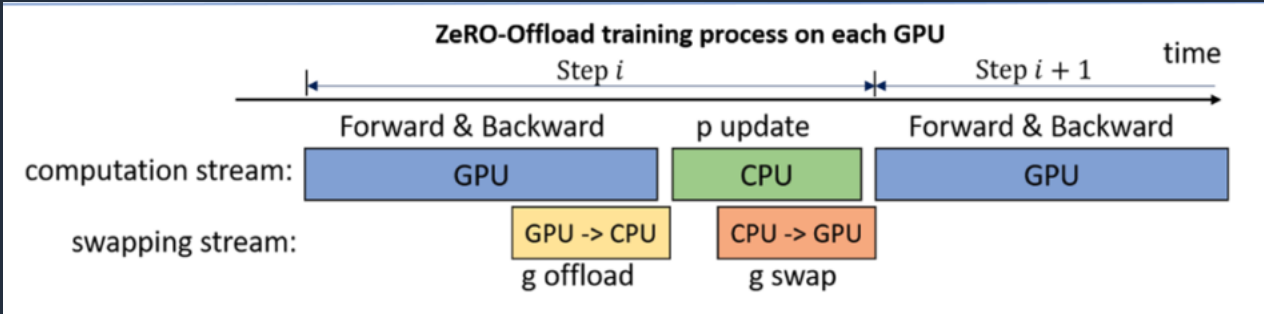 ZeRO-Offload training process on each GPU
time
Step i
Step i + 1
Forward & Backward
p update
Forward & Backward
computation stream:
GPU
CPU
GPU
swapping stream:
GPU -> CPU
CPU -> GPU
g offload
g swap